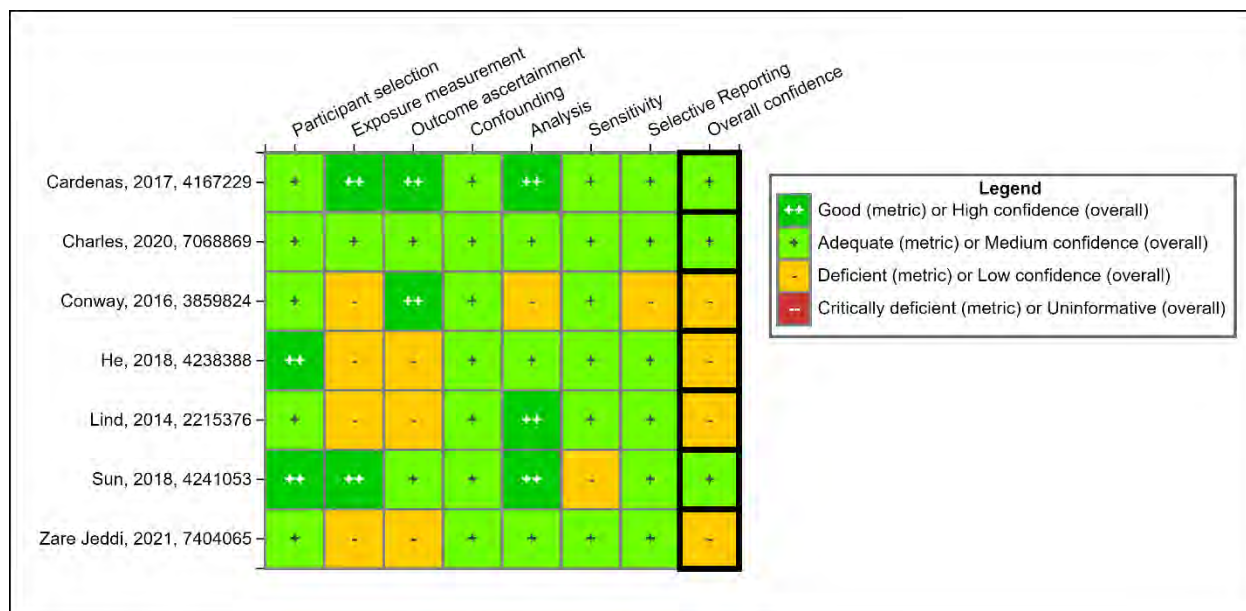 Participant selection
Exposure measurement
Outcome ascertainment
Confounding
Analysis
Sensitivity
Selective Reporting
Overall confidence
Cardenas, 2017, 4167229
+ ++ ++ + ++ + + +
Charles, 2020, 7068869
+ + + + + + + +
Conway, 2016, 3859824
+ - ++ + - + - -
He, 2018, 4238388
++ - - + + + + -
Lind, 2014, 2215376
+ - - + ++ + + -
Sun, 2018, 4241053
++ ++ + + ++ - + +
Zare Jeddi, 2021, 7404065
+ - - + + + + -
Legend
++ Good (metric) or High confidence (overall)
+ Adequate (metric) or Medium confidence (overall)
- Deficient (metric) or Low confidence (overall)
-- Critically deficient (metric) or Uninformative (overall)